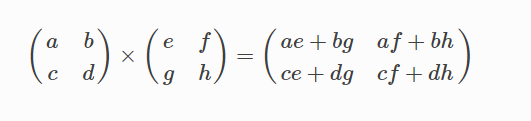 ( a b ) × ( e f ) = ( ae + bg af + bh )
( c d ) ( g h ) ( ce + dg cf + dh )